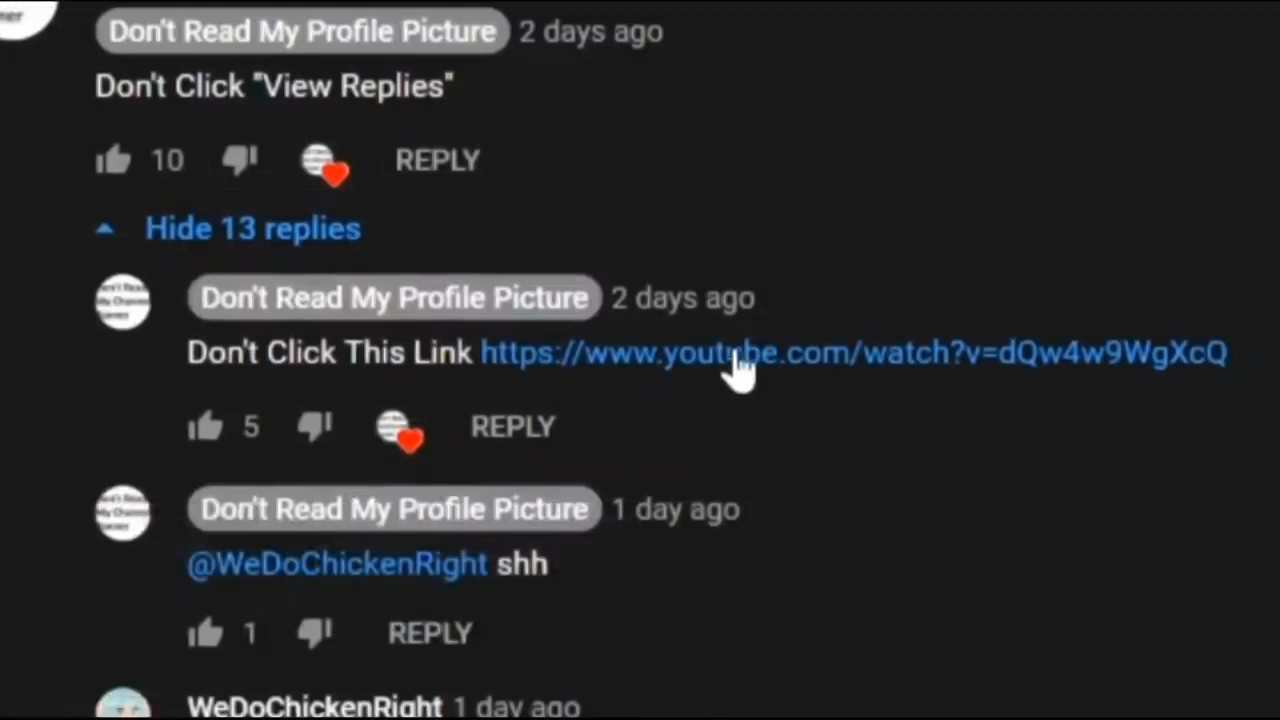 Don't Read My Profile Picture 2 days ago
Don't Click "View Replies"
10 REPLY
Hide 13 replies
Don't Read My Profile Picture 2 days ago
Don't Click This Link https://www.youtube.com/watch?v=dQw4w9WgXcQ
5 REPLY
Don't Read My Profile Picture 1 day ago
@WeDoChickenRight shh
1 REPLY
WeDoChickenRight 1 day ago